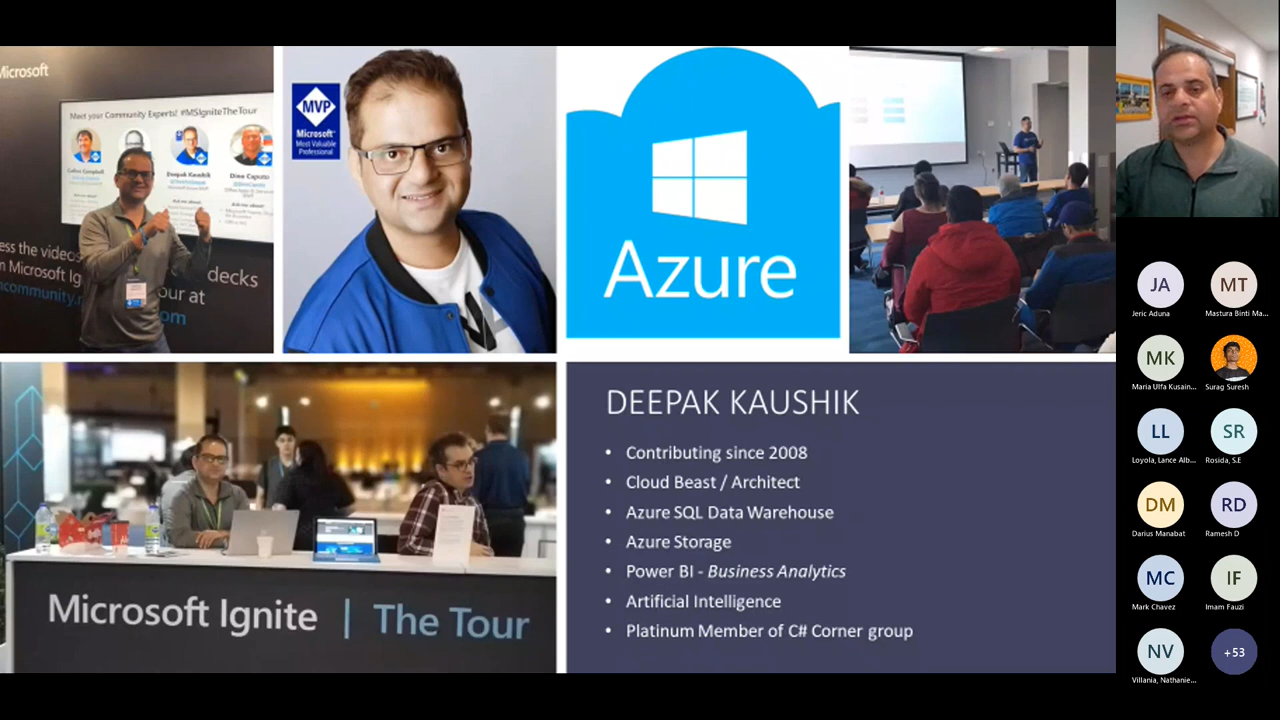 Microsoft
Meet your Community Experts! #MSIgniteTheTour
Deepak Kaushik
Dino Caputo
ess the videos
decks
n Microsoft Ig
our at
om
MVP
Microsoft®
Most Valuable
Professional
Azure
Microsoft Ignite | The Tour
DEEPAK KAUSHIK
• Contributing since 2008
• Cloud Beast / Architect
• Azure SQL Data Warehouse
• Azure Storage
• Power BI - Business Analytics
• Artificial Intelligence
• Platinum Member of C# Corner group
JA
Jeric Aduna
MT
Mastura Binti Ma...
MK
Maria Ulfa Kusain...
Surag Suresh
LL
Loyola, Lance Alb...
SR
Rosida, S.E
DM
Darius Manabat
RD
Ramesh D
MC
Mark Chavez
IF
Imam Fauzi
NV
Villania, Nathanie...
+53